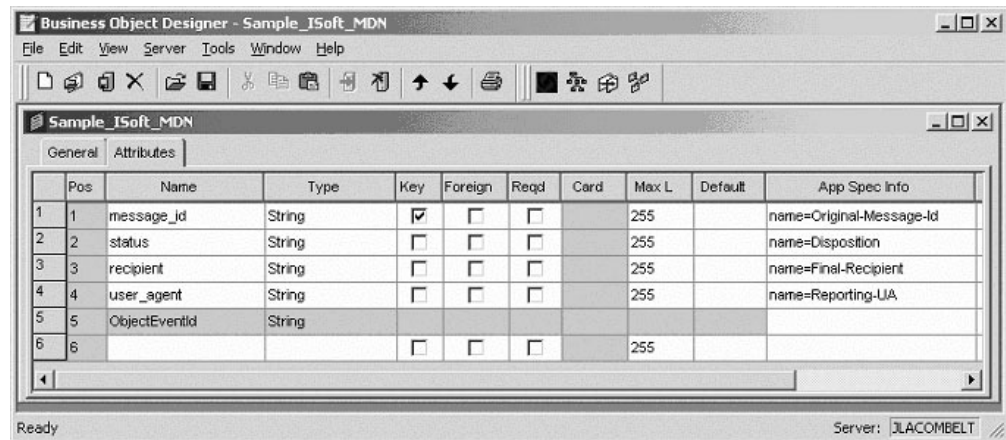 Business Object Designer - Sample_ISoft_MDN
File Edit View Server Tools Window Help
Sample_ISoft_MDN
General Attributes
Pos Name Type Key Foreign Reqd Card Max L Default App Spec Info
1 1 message_id String 255 name=Original-Message-Id
2 2 status String 255 name=Disposition
3 3 recipient String 255 name=Final-Recipient
4 4 user_agent String 255 name=Reporting-UA
5 5 ObjectEventId String
6 6 255
Ready Server: JLACOMBELT